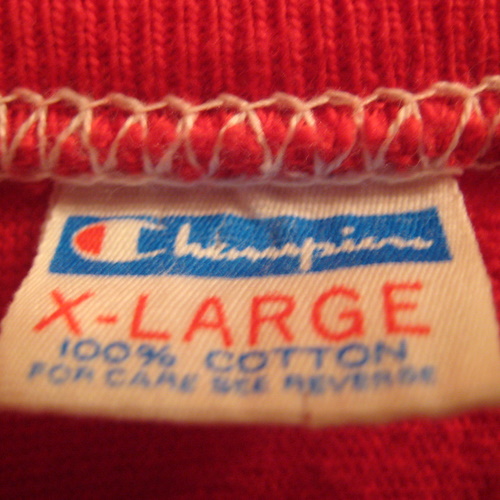 Champion
X-LARGE
100% COTTON
FOR CARE SEE REVERSE